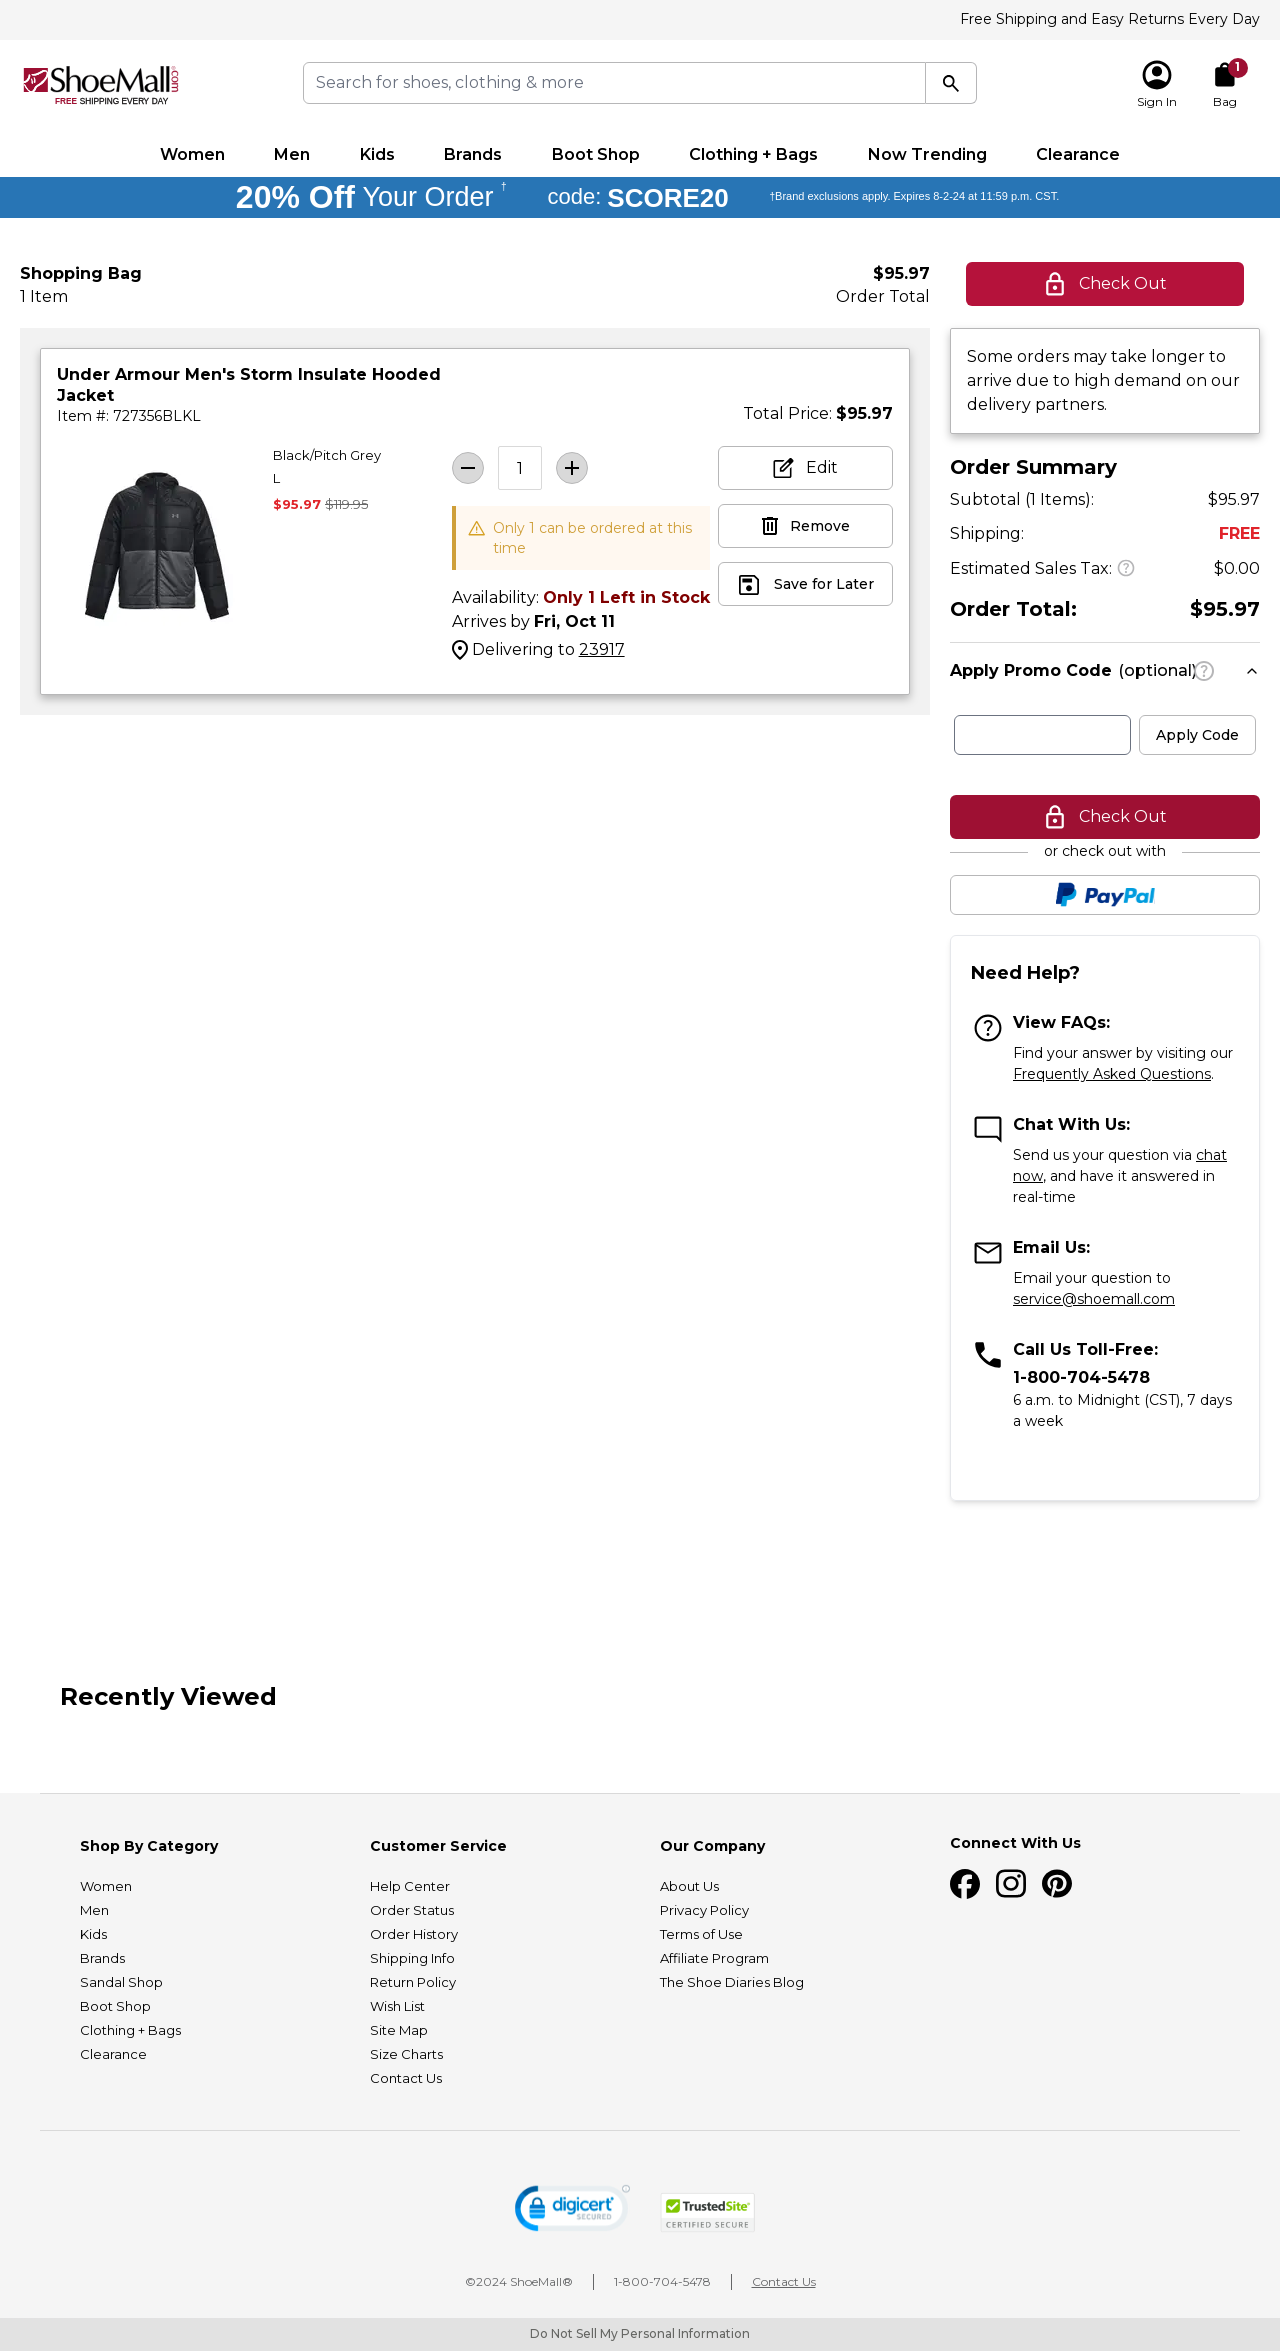 Free Shipping and Easy Returns Every Day
ShoeMall.com
FREE SHIPPING EVERY DAY
Search for shoes, clothing & more
Sign In
1
Bag
Women Men Kids Brands Boot Shop Clothing + Bags Now Trending Clearance
20% Off Your Order † code: SCORE20 †Brand exclusions apply. Expires 8-2-24 at 11:59 p.m. CST.
Shopping Bag
1 Item
$95.97
Order Total
Check Out
Under Armour Men's Storm Insulate Hooded
Jacket
Item #: 727356BLKL
Total Price: $95.97
Black/Pitch Grey
L
$95.97 $119.95
1
Only 1 can be ordered at this
time
Availability: Only 1 Left in Stock
Arrives by Fri, Oct 11
Delivering to 23917
Edit
Remove
Save for Later
Some orders may take longer to
arrive due to high demand on our
delivery partners.
Order Summary
Subtotal (1 Items): $95.97
Shipping: FREE
Estimated Sales Tax: ? $0.00
Order Total: $95.97
Apply Promo Code (optional) ?
Apply Code
Check Out
or check out with
PayPal
Need Help?
View FAQs:
Find your answer by visiting our
Frequently Asked Questions.
Chat With Us:
Send us your question via chat
now, and have it answered in
real-time
Email Us:
Email your question to
service@shoemall.com
Call Us Toll-Free:
1-800-704-5478
6 a.m. to Midnight (CST), 7 days
a week
Recently Viewed
Shop By Category
Women
Men
Kids
Brands
Sandal Shop
Boot Shop
Clothing + Bags
Clearance
Customer Service
Help Center
Order Status
Order History
Shipping Info
Return Policy
Wish List
Site Map
Size Charts
Contact Us
Our Company
About Us
Privacy Policy
Terms of Use
Affiliate Program
The Shoe Diaries Blog
Connect With Us
digicert
SECURED
TrustedSite
CERTIFIED SECURE
©2024 ShoeMall® 1-800-704-5478 Contact Us
Do Not Sell My Personal Information